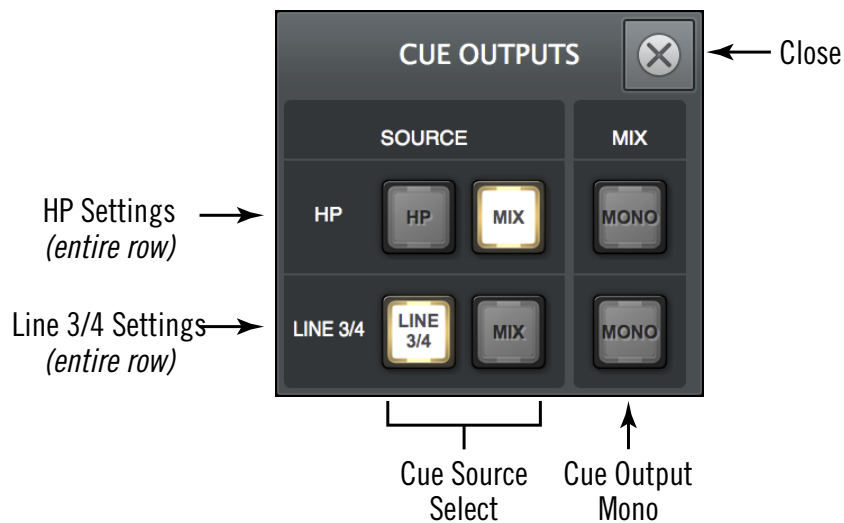 CUE OUTPUTS
Close
SOURCE
MIX
HP Settings
(entire row)
HP
HP
MIX
MONO
Line 3/4 Settings
(entire row)
LINE 3/4
LINE
3/4
MIX
MONO
Cue Source
Select
Cue Output
Mono